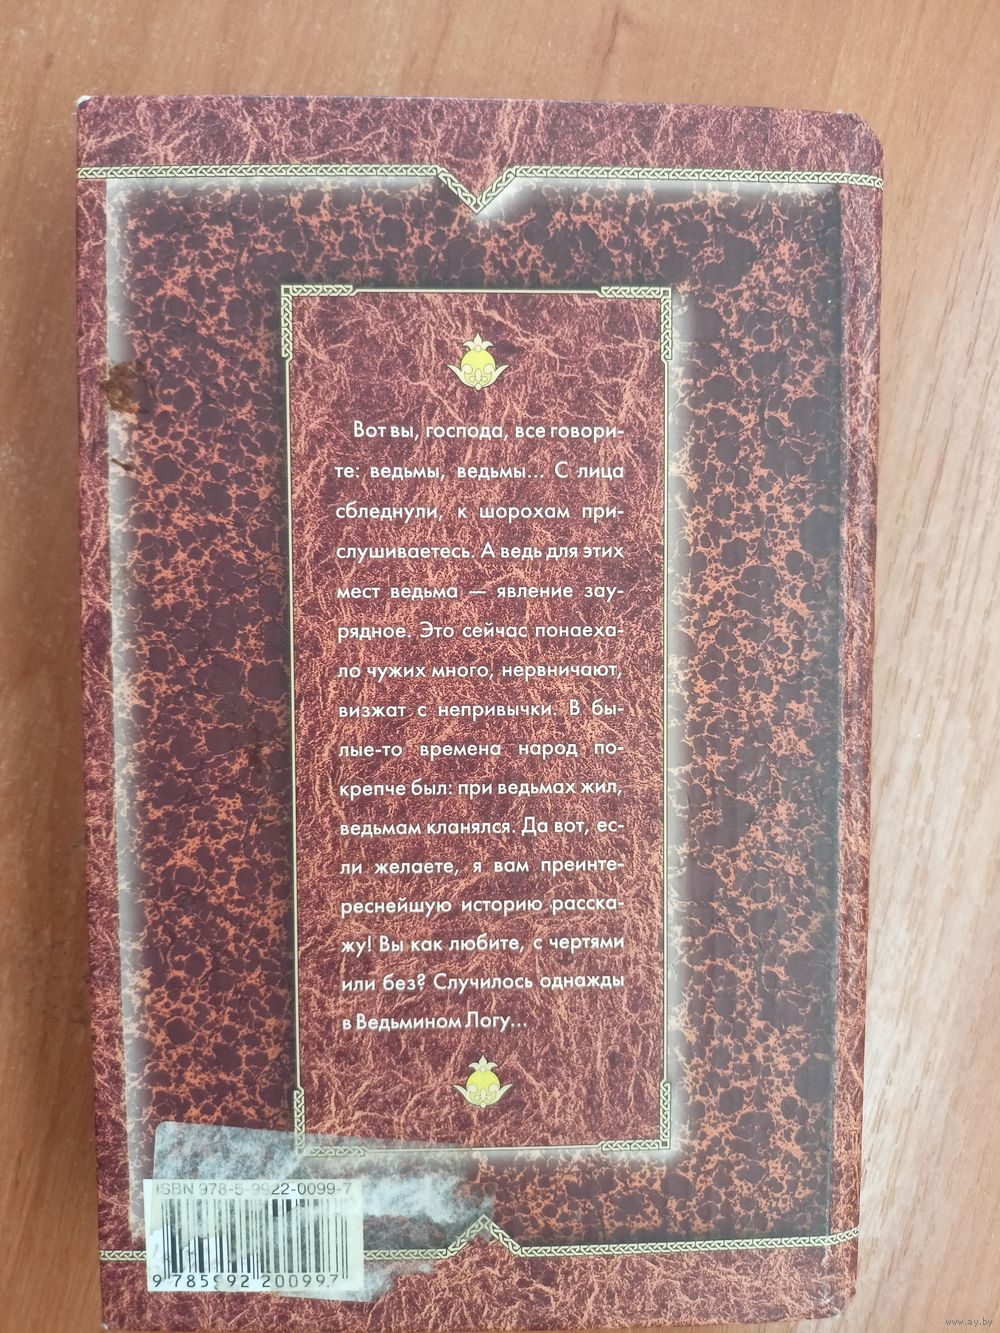 Вот вы, господа, все говори-
те: ведьмы, ведьмы... С лица
сбледнули, к шорохам при-
слушиваетесь. А ведь для этих
мест ведьма — явление зау-
рядное. Это сейчас понаеха-
ло чужих много, нервничают,
визжат с непривычки. В бы-
лые-то времена народ по-
крепче был: при ведьмах жил,
ведьмам кланялся. Да вот, ес-
ли желаете, я вам преинте-
реснейшую историю расска-
жу! Вы как любите, с чертями
или без? Случилось однажды
в Ведьмином Логу...
ISBN 978-5-9922-0099-7
9 785992 200997
www.ay.by